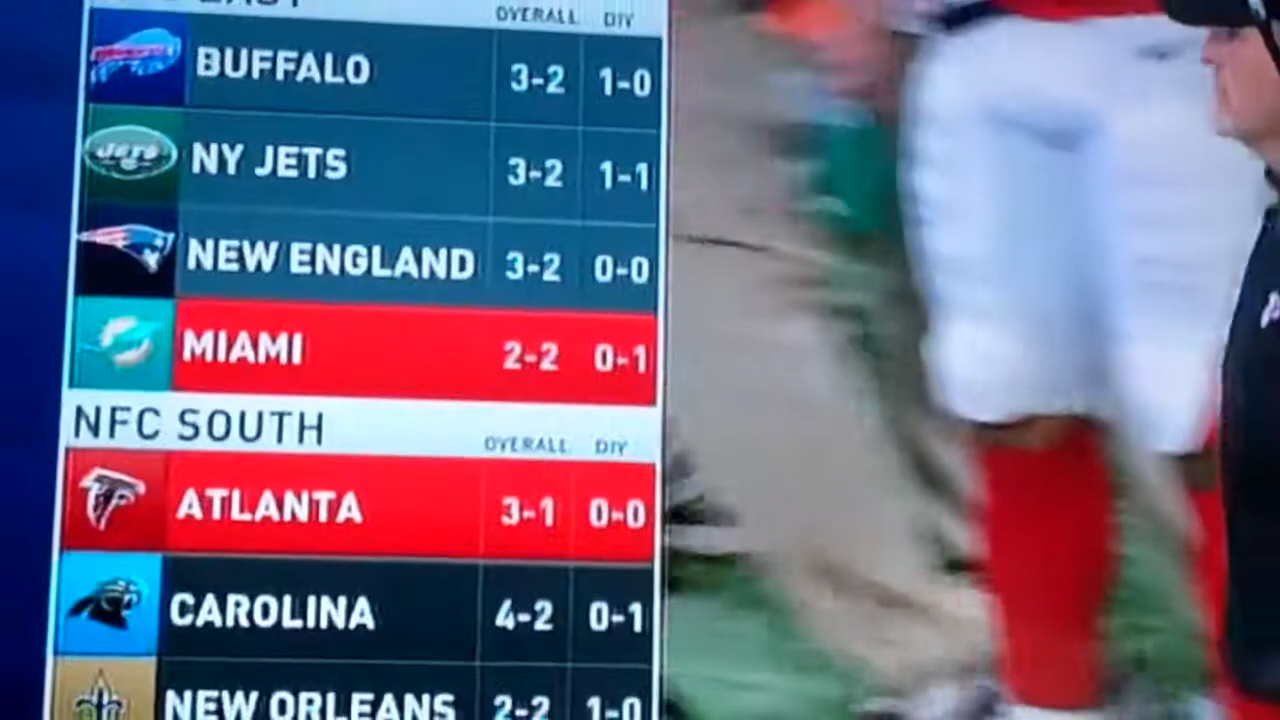 EAST OVERALL DIV
BUFFALO 3-2 1-0
JETS NY JETS 3-2 1-1
NEW ENGLAND 3-2 0-0
MIAMI 2-2 0-1
NFC SOUTH OVERALL DIV
ATLANTA 3-1 0-0
CAROLINA 4-2 0-1
NEW ORLEANS 2-2 1-0